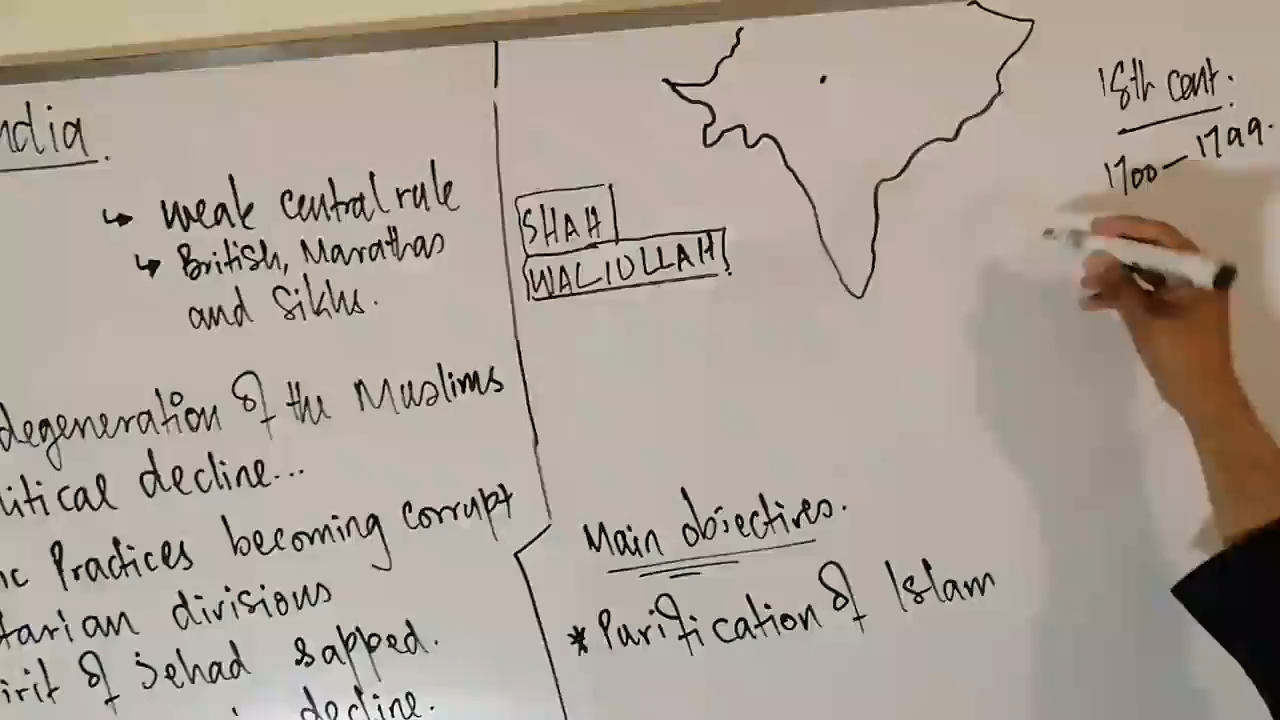 ndia.
↳ weak central rule
↳ British, Marathas
and Sikhs.
degeneration of the Muslims
litical decline...
ic Practices becoming corrupt
tarian divisions
irit of Jehad sapped.
decline.
SHAH
WALIULLAH
18th cent.
1700-1799.
Main objectives.
* Purification of Islam